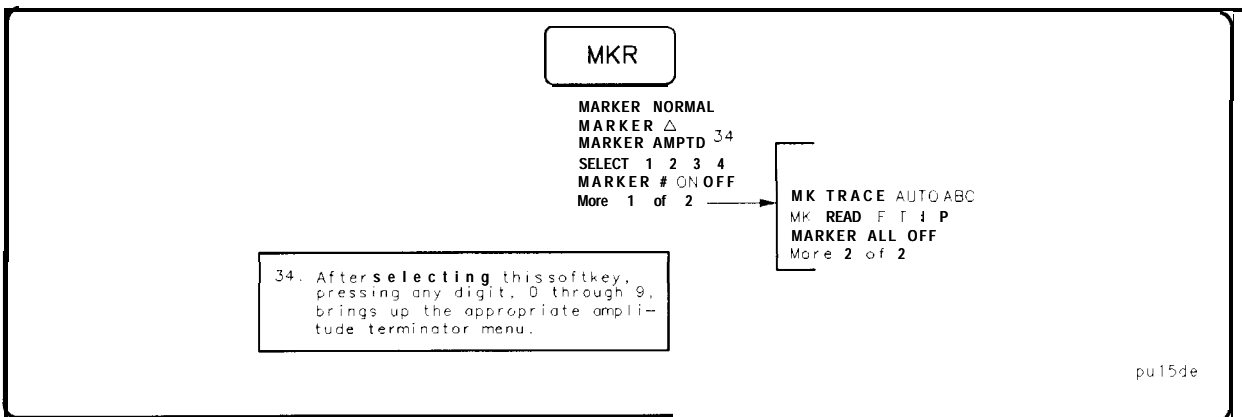 MKR
MARKER NORMAL
MARKER △
MARKER AMPTD 34
SELECT 1 2 3 4
MARKER # ON OFF
More 1 of 2
MK TRACE AUTO ABC
MK READ F T I P
MARKER ALL OFF
More 2 of 2
34. After selecting this softkey,
pressing any digit, 0 through 9,
brings up the appropriate ampli-
tude terminator menu.
pu15de